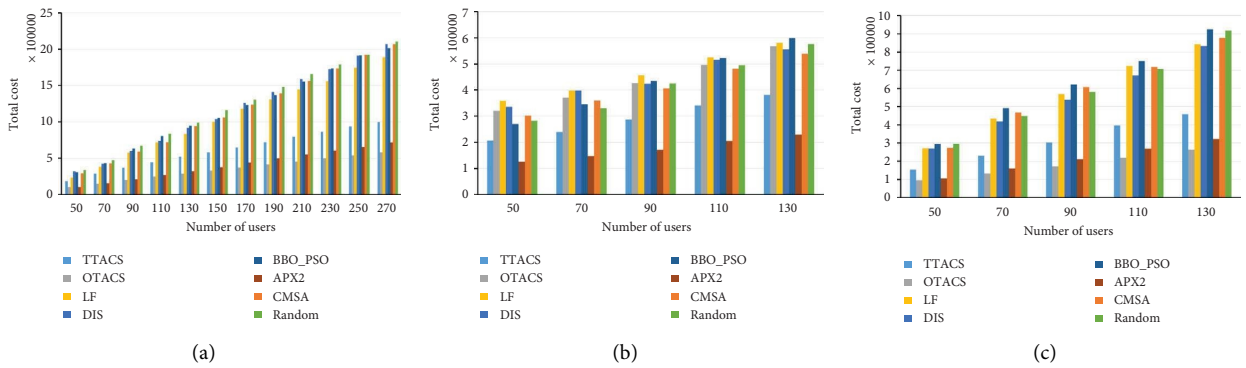 Total cost
× 100000
25
20
15
10
5
0
50 70 90 110 130 150 170 190 210 230 250 270
Number of users
TTACS
OTACS
LF
DIS
BBO_PSO
APX2
CMSA
Random
(a)
Total cost
× 100000
7
6
5
4
3
2
1
0
50 70 90 110 130
Number of users
TTACS
OTACS
LF
DIS
BBO_PSO
APX2
CMSA
Random
(b)
Total cost
× 100000
10
9
8
7
6
5
4
3
2
1
0
50 70 90 110 130
Number of users
TTACS
OTACS
LF
DIS
BBO_PSO
APX2
CMSA
Random
(c)